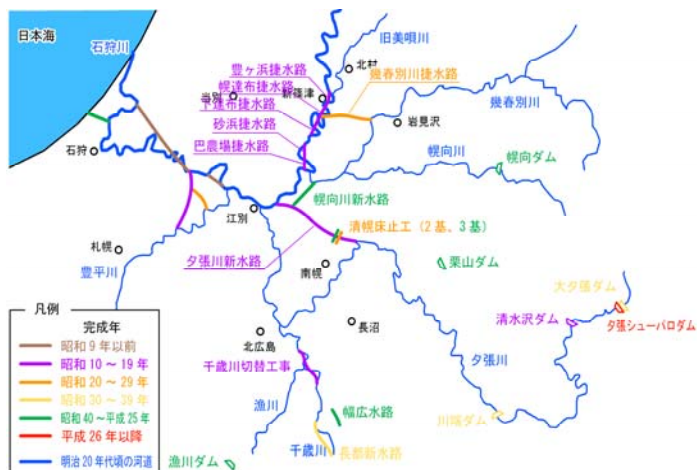 日本海
石狩川
旧美唄川
豊ヶ浜捷水路
北村
幌達布捷水路
幾春別川捷水路
当別
新篠津
下達布捷水路
幾春別川
砂浜捷水路
岩見沢
石狩
巴農場捷水路
幌向川
幌向ダム
幌向川新水路
江別
清幌床止工(2基、3基)
札幌
夕張川新水路
豊平川
南幌
栗山ダム
大夕張ダム
清水沢ダム
夕張シューパロダム
凡例
完成年
昭和9年以前
昭和10~19年
昭和20~29年
昭和30~39年
昭和40~平成25年
平成26年以降
明治20年代頃の河道
北広島
長沼
夕張川
千歳川切替工事
漁川
幅広水路
川端ダム
千歳川
長都新水路
漁川ダム